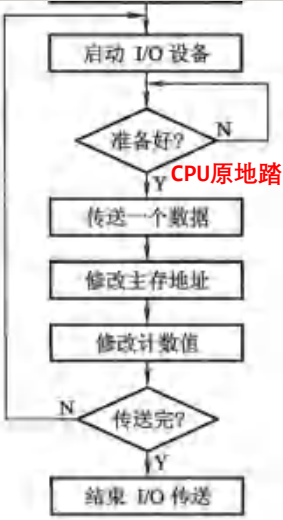 启动 I/O 设备
准备好?
N
Y
CPU原地踏
传送一个数据
修改主存地址
修改计数值
N
传送完?
Y
结束 I/O 传送